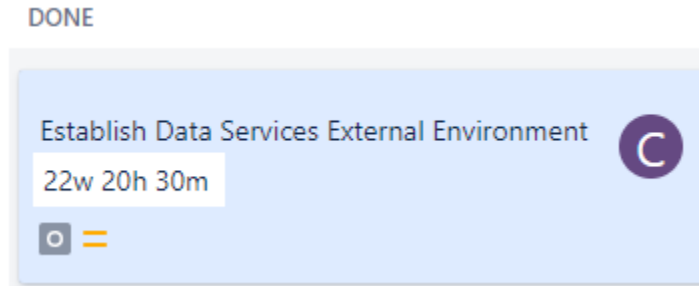 DONE
Establish Data Services External Environment
C
22w 20h 30m
O